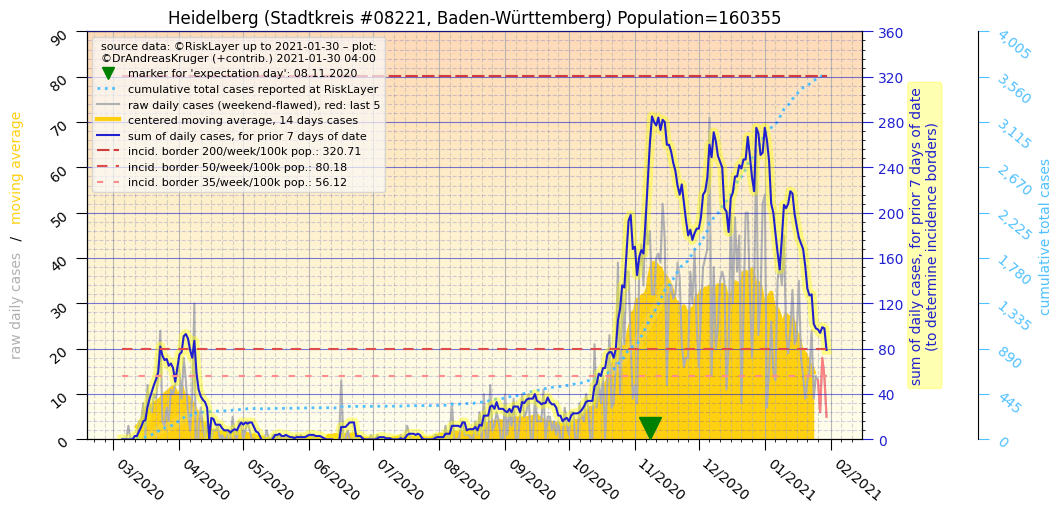 Heidelberg (Stadtkreis #08221, Baden-Württemberg) Population=160355
source data: ©RiskLayer up to 2021-01-30 – plot:
©DrAndreasKruger (+contrib.) 2021-01-30 04:00
marker for 'expectation day': 08.11.2020
cumulative total cases reported at RiskLayer
raw daily cases (weekend-flawed), red: last 5
centered moving average, 14 days cases
sum of daily cases, for prior 7 days of date
incid. border 200/week/100k pop.: 320.71
incid. border 50/week/100k pop.: 80.18
incid. border 35/week/100k pop.: 56.12
raw daily cases / moving average
90
80
70
60
50
40
30
20
10
0
03/2020
04/2020
05/2020
06/2020
07/2020
08/2020
09/2020
10/2020
11/2020
12/2020
01/2021
02/2021
360
320
280
240
200
160
120
80
40
0
sum of daily cases, for prior 7 days of date
(to determine incidence borders)
4,005
3,560
3,115
2,670
2,225
1,780
1,335
890
445
0
cumulative total cases